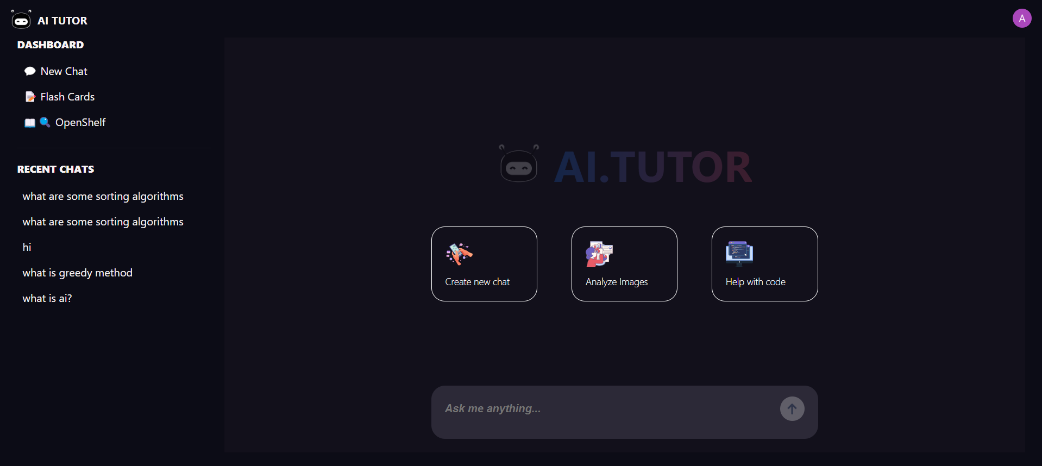 AI TUTOR
A
DASHBOARD
New Chat
Flash Cards
OpenShelf
RECENT CHATS
what are some sorting algorithms
what are some sorting algorithms
hi
what is greedy method
what is ai?
AI.TUTOR
Create new chat
Analyze Images
Help with code
Ask me anything...